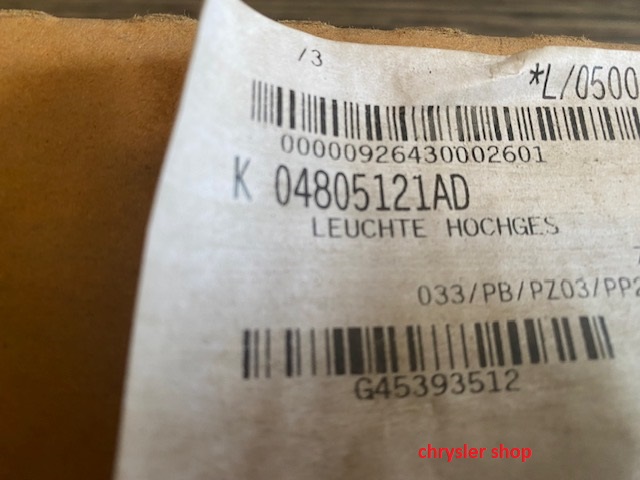 /3
*L/0500
00000926430002601
K 04805121AD
LEUCHTE HOCHGES
033/PB/PZ03/PP2
G45393512
chrysler shop